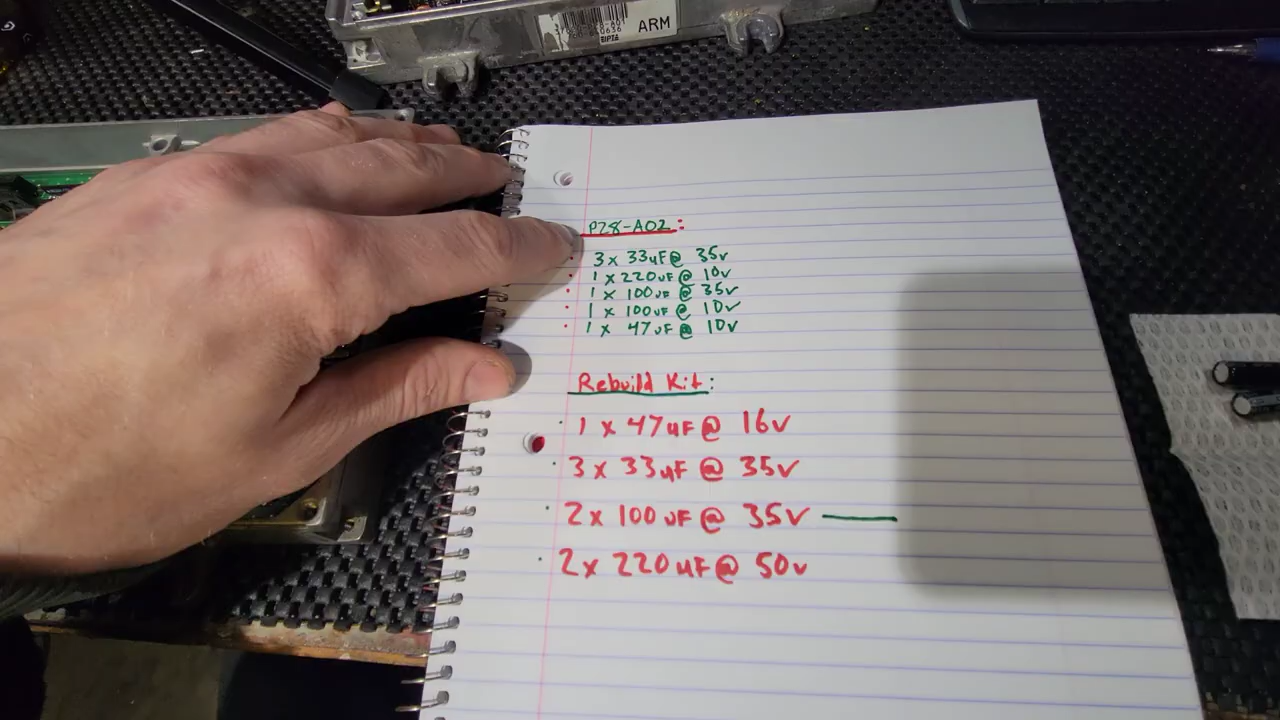 ARM
P28-A02:
3 x 33uF @ 35v
1 x 220uF @ 10v
1 x 100uF @ 35v
1 x 100uF @ 10v
1 x 47uF @ 10v
Rebuild Kit:
1 x 47uF @ 16v
3 x 33uF @ 35v
2 x 100uF @ 35v
2 x 220uF @ 50v